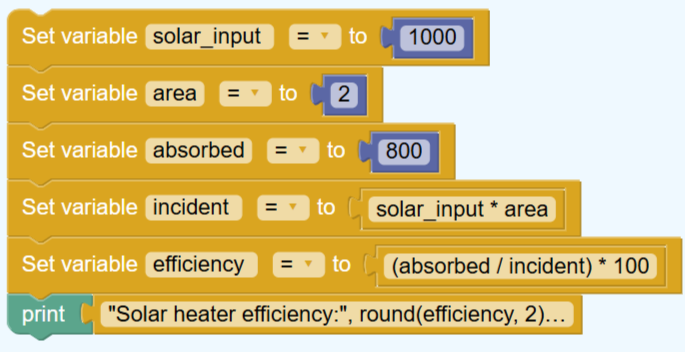 Set variable solar_input = to 1000
Set variable area = to 2
Set variable absorbed = to 800
Set variable incident = to solar_input * area
Set variable efficiency = to (absorbed / incident) * 100
print "Solar heater efficiency:", round(efficiency, 2)...